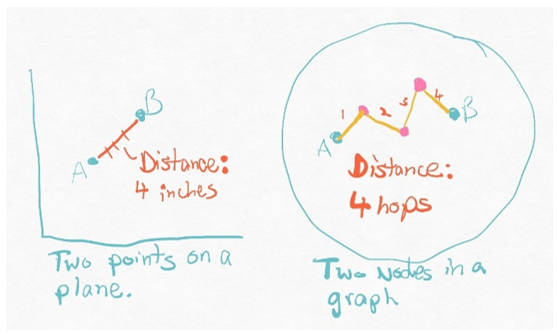 B
A
Distance:
4 inches
Two points on a
plane.
1 2 3 4
A
B
Distance:
4 hops
Two Nodes in a
graph